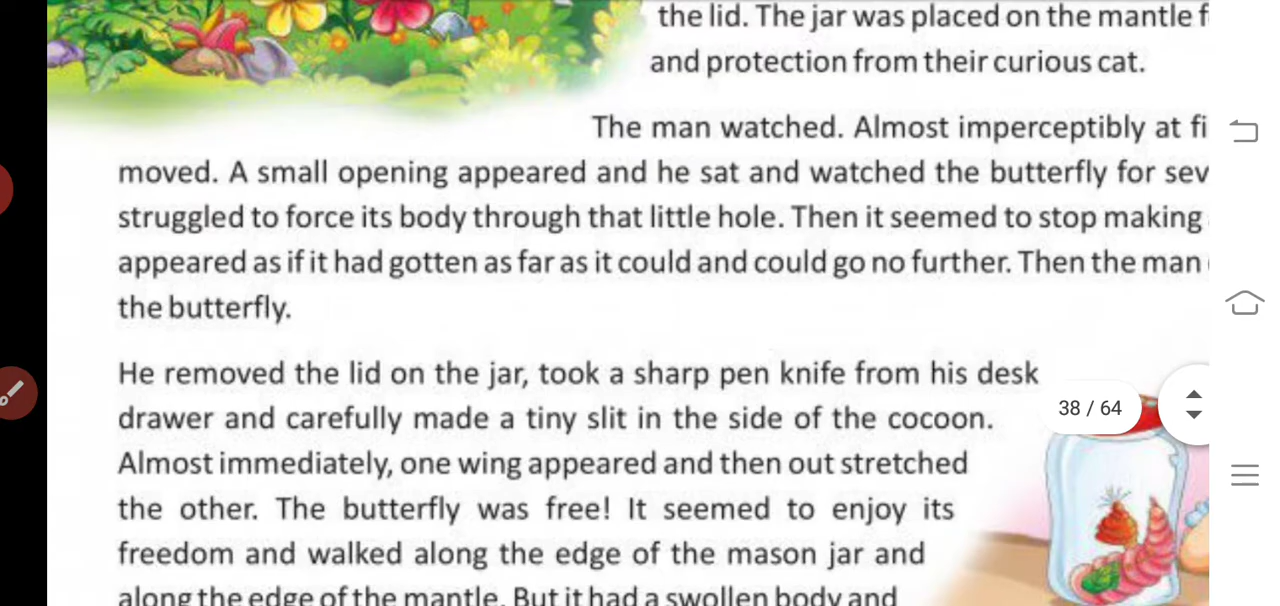 the lid. The jar was placed on the mantle
and protection from their curious cat.
The man watched. Almost imperceptibly at
moved. A small opening appeared and he sat and watched the butterfly for
struggled to force its body through that little hole. Then it seemed to stop making
appeared as if it had gotten as far as it could and could go no further. Then the man
the butterfly.
He removed the lid on the jar, took a sharp pen knife from his desk
drawer and carefully made a tiny slit in the side of the cocoon.
38 / 64
Almost immediately, one wing appeared and then out stretched
the other. The butterfly was free! It seemed to enjoy its
freedom and walked along the edge of the mason jar and
along the edge of the mantle. But it had a swollen body and